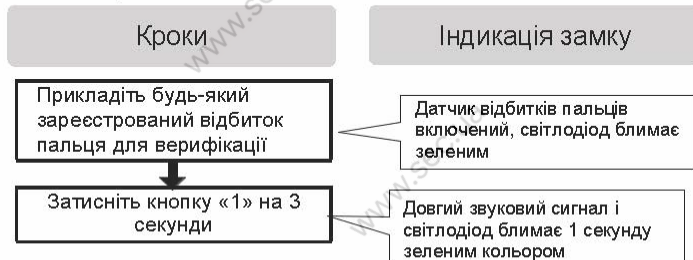 Кроки
Індикація замку
Прикладіть будь-який
зареєстрований відбиток
пальця для верифікації
Датчик відбитків пальців
включений, світлодіод блимає
зеленим
Затисніть кнопку «1» на 3
секунди
Довгий звуковий сигнал і
світлодіод блимає 1 секунду
зеленим кольором